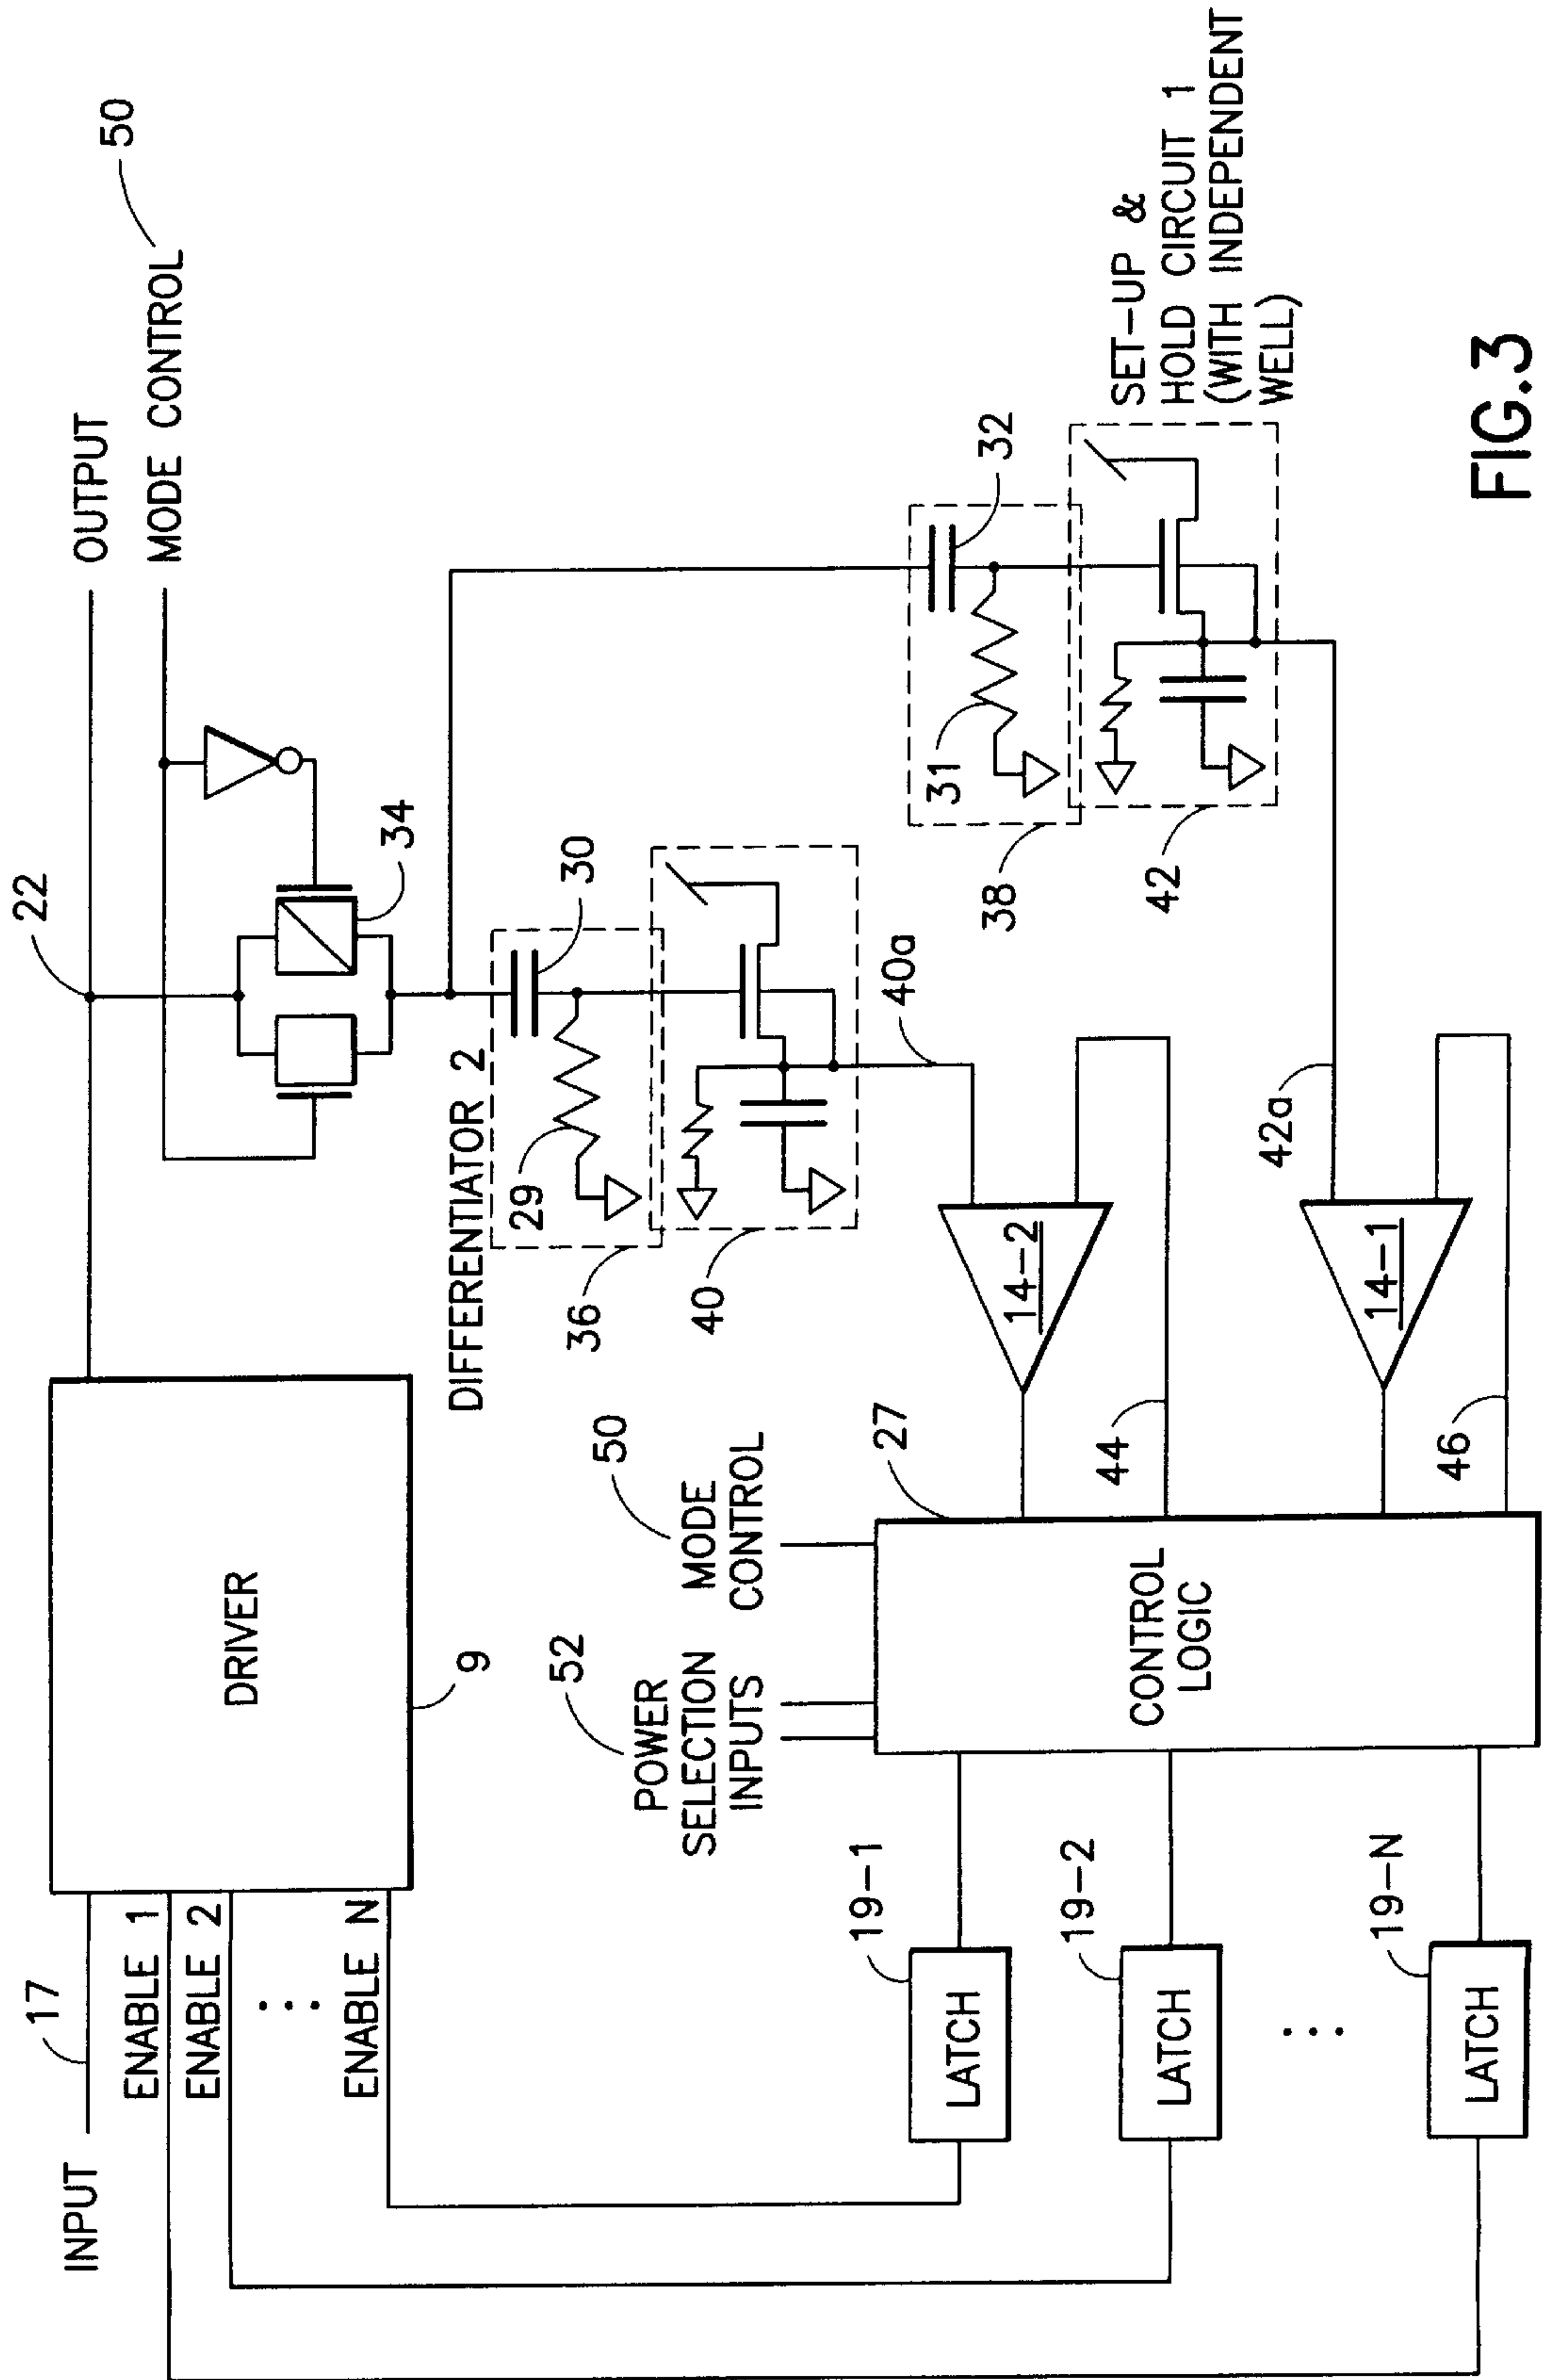 INPUT
17
ENABLE 1
ENABLE 2
...
ENABLE N
DRIVER
9
22
OUTPUT
MODE CONTROL
50
34
DIFFERENTIATOR 2
29
30
36
40
40a
31
32
38
42
42a
SET-UP &
HOLD CIRCUIT 1
(WITH INDEPENDENT
WELL)
52
POWER
SELECTION
INPUTS
50
MODE
CONTROL
27
CONTROL
LOGIC
14-2
44
14-1
46
19-1
LATCH
19-2
LATCH
...
19-N
LATCH
FIG.3